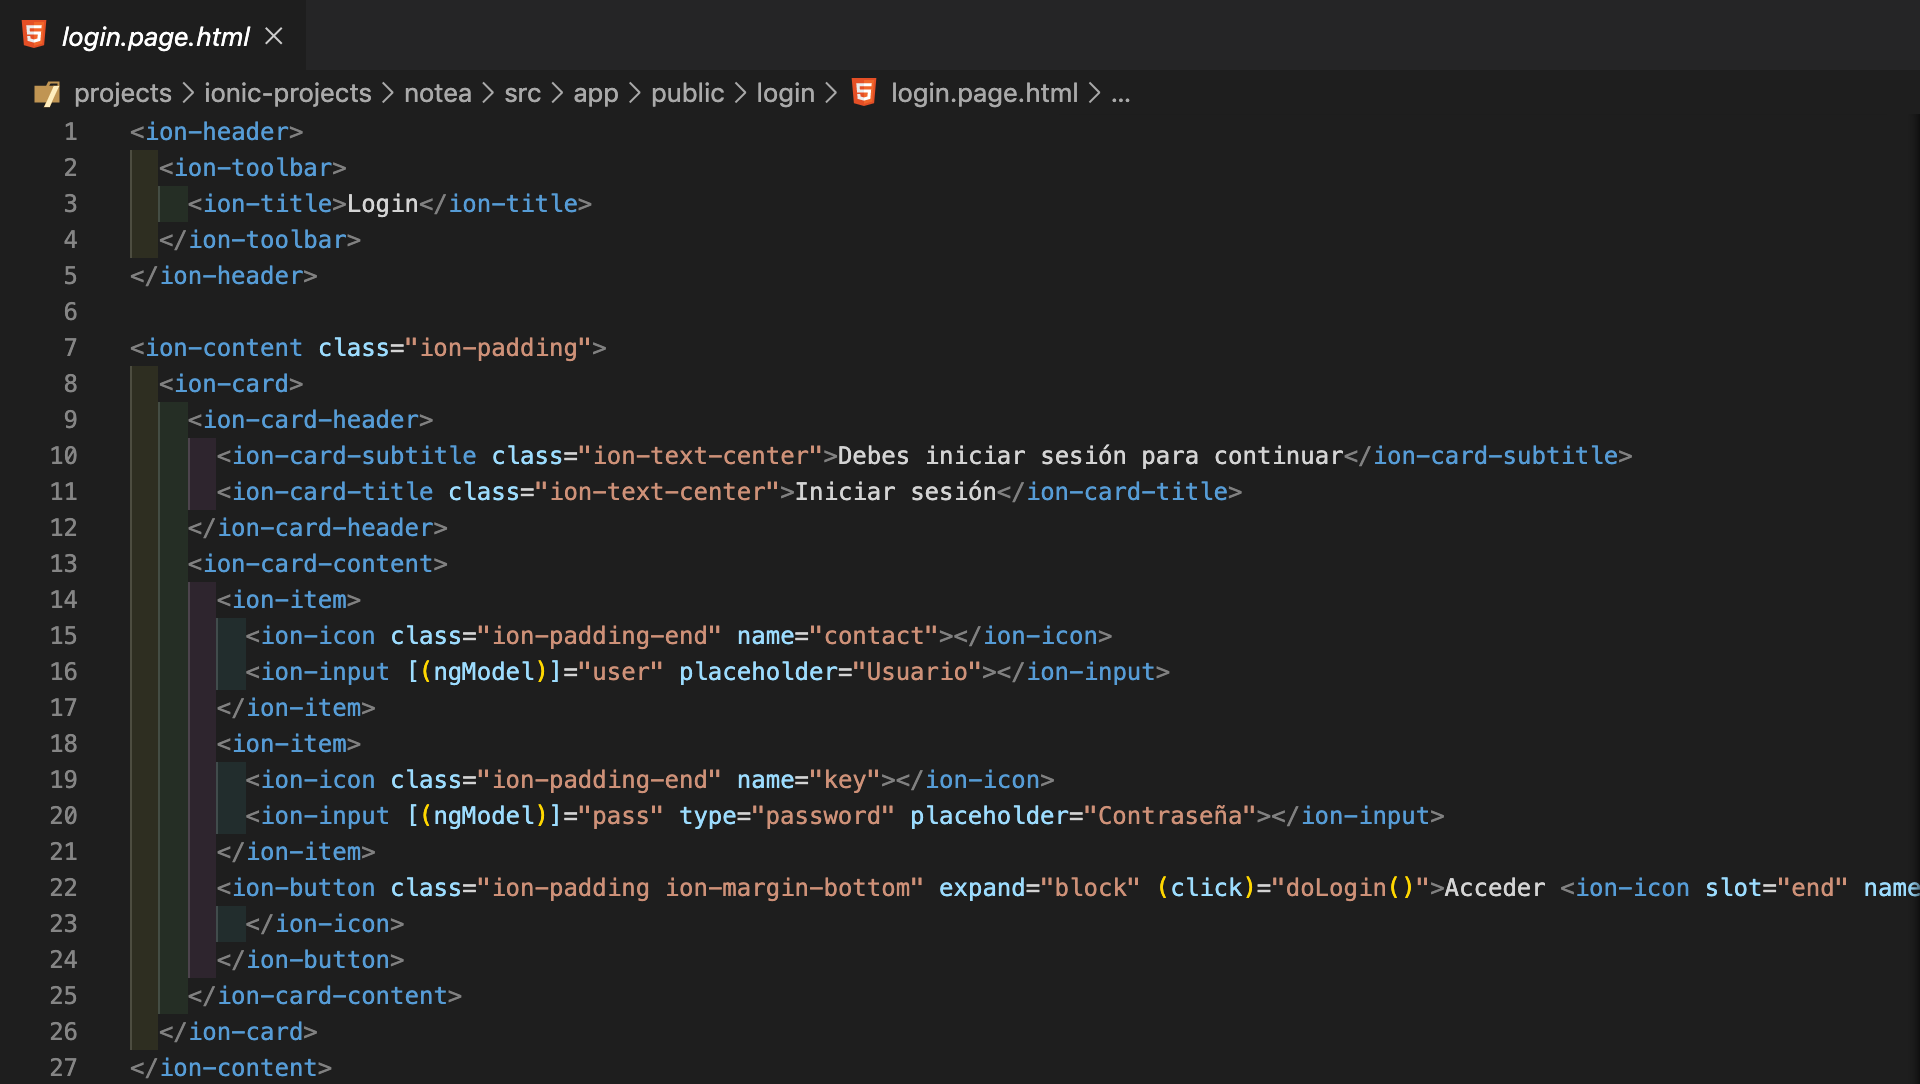 login.page.html
projects > ionic-projects > notea > src > app > public > login > login.page.html > ...
1 <ion-header>
2 <ion-toolbar>
3 <ion-title>Login</ion-title>
4 </ion-toolbar>
5 </ion-header>
6
7 <ion-content class="ion-padding">
8 <ion-card>
9 <ion-card-header>
10 <ion-card-subtitle class="ion-text-center">Debes iniciar sesión para continuar</ion-card-subtitle>
11 <ion-card-title class="ion-text-center">Iniciar sesión</ion-card-title>
12 </ion-card-header>
13 <ion-card-content>
14 <ion-item>
15 <ion-icon class="ion-padding-end" name="contact"></ion-icon>
16 <ion-input [(ngModel)]="user" placeholder="Usuario"></ion-input>
17 </ion-item>
18 <ion-item>
19 <ion-icon class="ion-padding-end" name="key"></ion-icon>
20 <ion-input [(ngModel)]="pass" type="password" placeholder="Contraseña"></ion-input>
21 </ion-item>
22 <ion-button class="ion-padding ion-margin-bottom" expand="block" (click)="doLogin()">Acceder <ion-icon slot="end" name
23 </ion-icon>
24 </ion-button>
25 </ion-card-content>
26 </ion-card>
27 </ion-content>